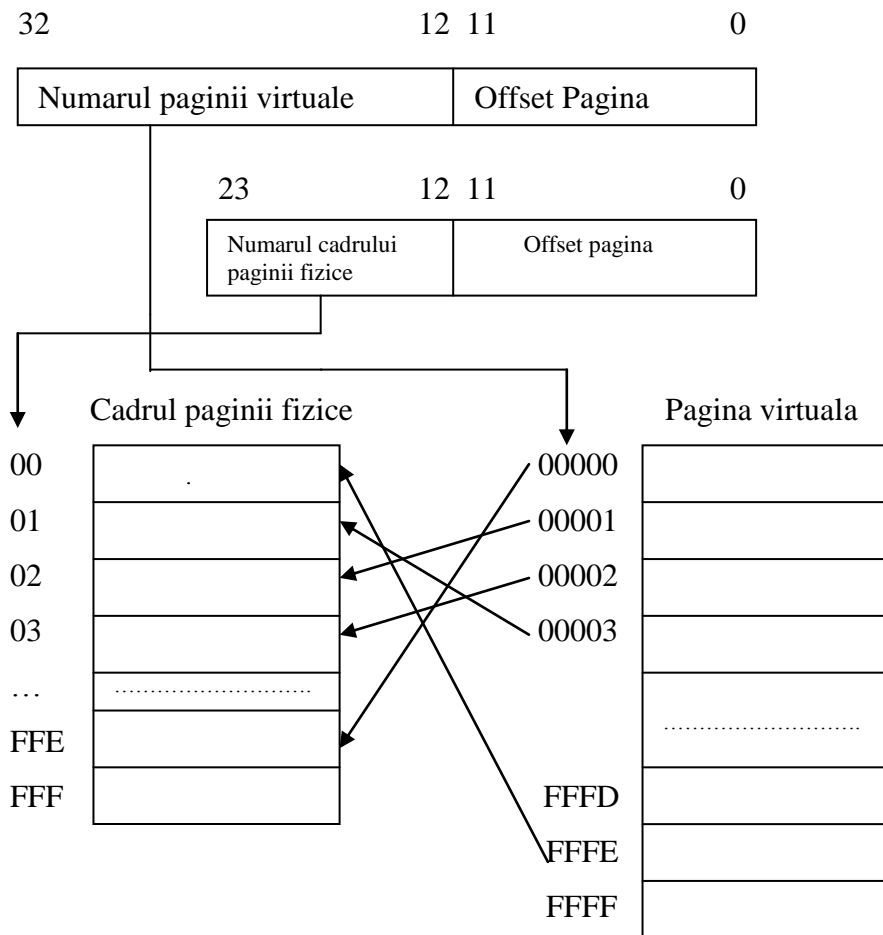 32 12 11 0
Numarul paginii virtuale Offset Pagina
23 12 11 0
Numarul cadrului Offset pagina
paginii fizice
Cadrul paginii fizice Pagina virtuala
00 . 00000
01 00001
02 00002
03 00003
... ............................
FFE ............................
FFF FFFD
FFFE
FFFF